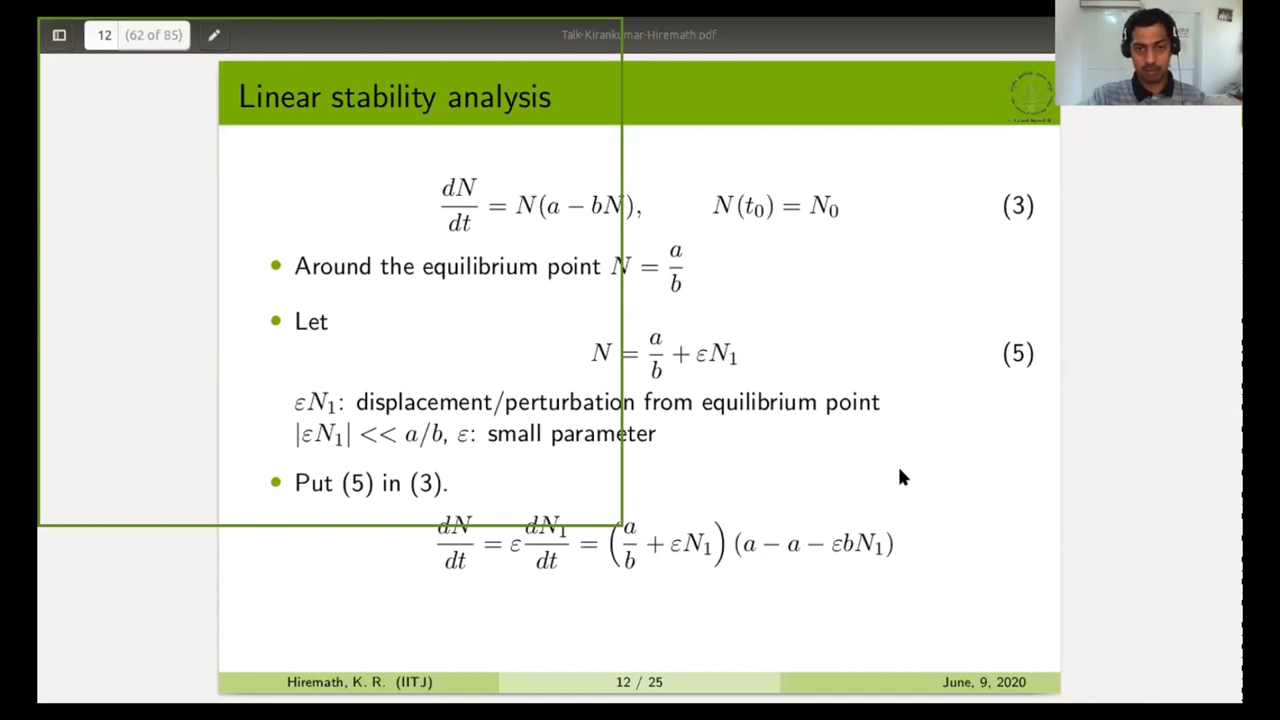 12 (62 of 85)
Talk-Kirankumar-Hiremath.pdf
Linear stability analysis
dN/dt = N(a − bN), N(t₀) = N₀ (3)
• Around the equilibrium point N = a/b
• Let
N = a/b + εN₁ (5)
εN₁: displacement/perturbation from equilibrium point
|εN₁| << a/b, ε: small parameter
• Put (5) in (3).
dN/dt = ε dN₁/dt = (a/b + εN₁) (a − a − εbN₁)
Hiremath, K. R. (IITJ) 12 / 25 June, 9, 2020